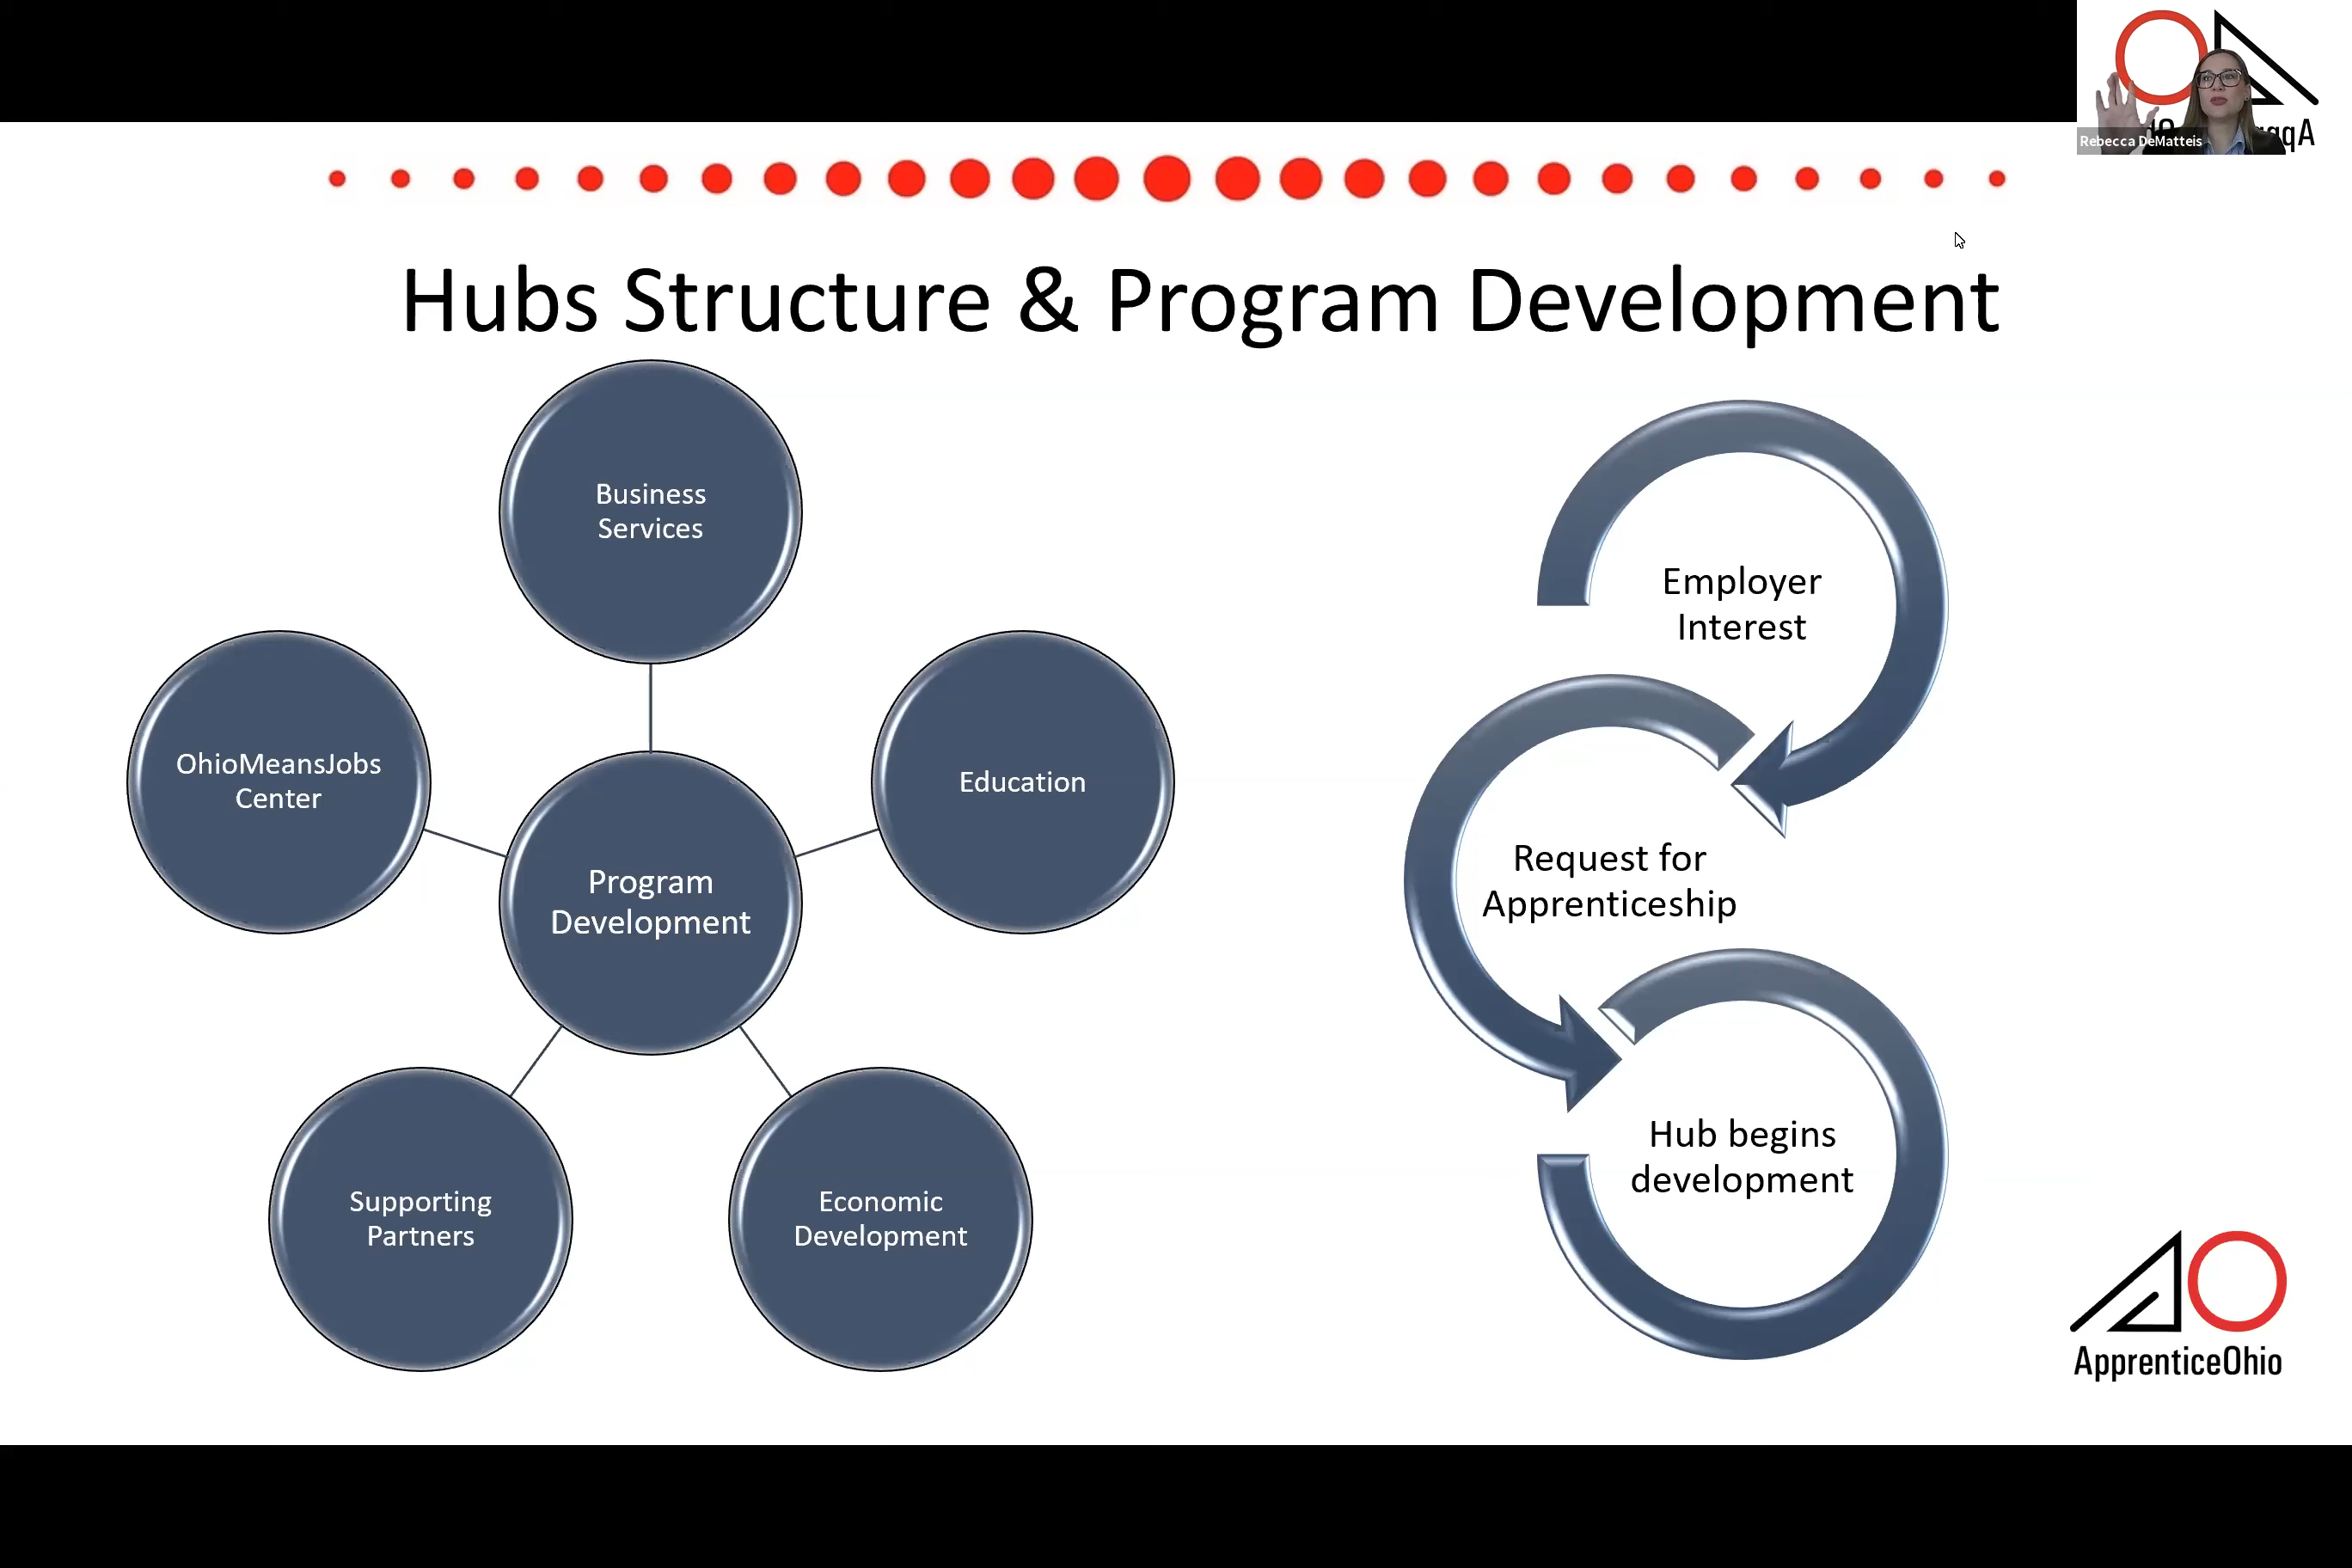 Rebecca DeMatteis
Hubs Structure & Program Development
Business
Services
OhioMeansJobs
Center
Education
Program
Development
Supporting
Partners
Economic
Development
Employer
Interest
Request for
Apprenticeship
Hub begins
development
ApprenticeOhio